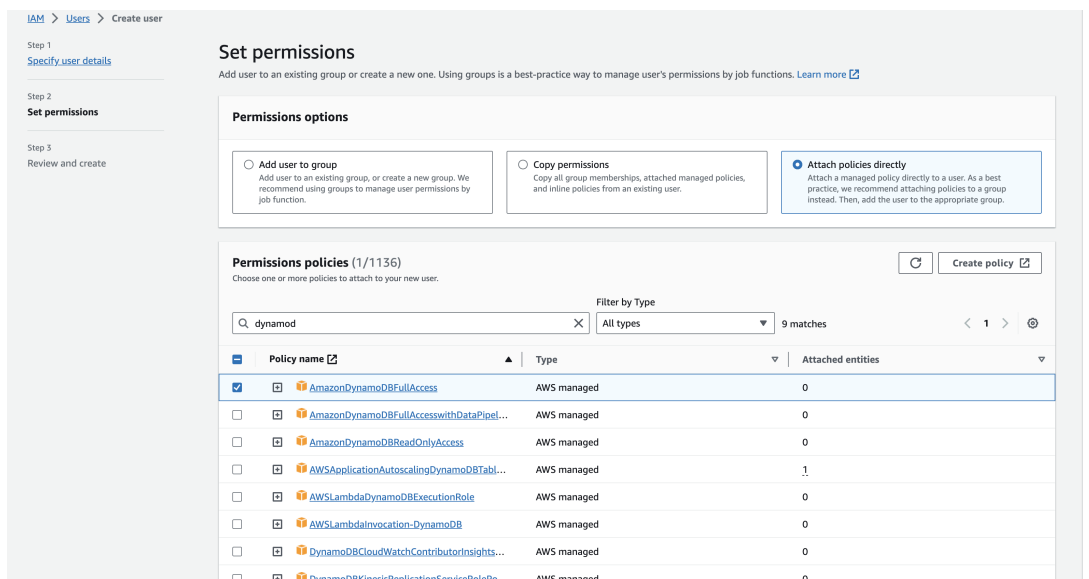 IAM > Users > Create user
Step 1
Specify user details
Step 2
Set permissions
Step 3
Review and create
Set permissions
Add user to an existing group or create a new one. Using groups is a best-practice way to manage user's permissions by job functions. Learn more
Permissions options
Add user to group
Add user to an existing group, or create a new group. We
recommend using groups to manage user permissions by
job function.
Copy permissions
Copy all group memberships, attached managed policies,
and inline policies from an existing user.
Attach policies directly
Attach a managed policy directly to a user. As a best
practice, we recommend attaching policies to a group
instead. Then, add the user to the appropriate group.
Permissions policies (1/1136)
Choose one or more policies to attach to your new user.
Create policy
Filter by Type
dynamod
All types
9 matches
1
Policy name
Type
Attached entities
AmazonDynamoDBFullAccess AWS managed 0
AmazonDynamoDBFullAccesswithDataPipel... AWS managed 0
AmazonDynamoDBReadOnlyAccess AWS managed 0
AWSApplicationAutoscalingDynamoDBTabl... AWS managed 1
AWSLambdaDynamoDBExecutionRole AWS managed 0
AWSLambdaInvocation-DynamoDB AWS managed 0
DynamoDBCloudWatchContributorInsights... AWS managed 0
DynamoDBKinesisReplicationServiceRolePo... AWS managed 0